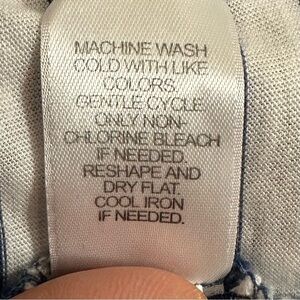 MACHINE WASH
COLD WITH LIKE
COLORS.
GENTLE CYCLE.
ONLY NON-
CHLORINE BLEACH
IF NEEDED.
RESHAPE AND
DRY FLAT.
COOL IRON
IF NEEDED.